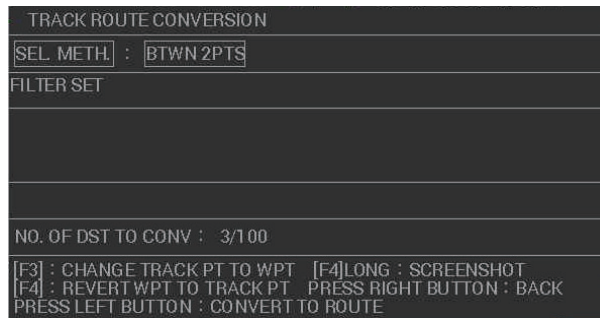 TRACK ROUTE CONVERSION
SEL. METH. : BTWN 2PTS
FILTER SET
NO. OF DST TO CONV : 3/100
[F3] : CHANGE TRACK PT TO WPT [F4]LONG : SCREENSHOT
[F4] : REVERT WPT TO TRACK PT PRESS RIGHT BUTTON : BACK
PRESS LEFT BUTTON : CONVERT TO ROUTE